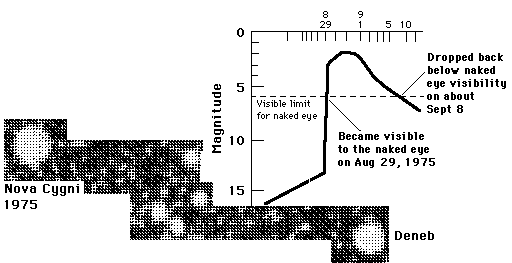 8 9
29 1 5 10
0
Dropped back
below naked
eye visibility
on about
Sept 8
5
Visible limit
for naked eye
Magnitude
Became visible
to the naked eye
on Aug 29, 1975
10
15
Nova Cygni
1975
Deneb